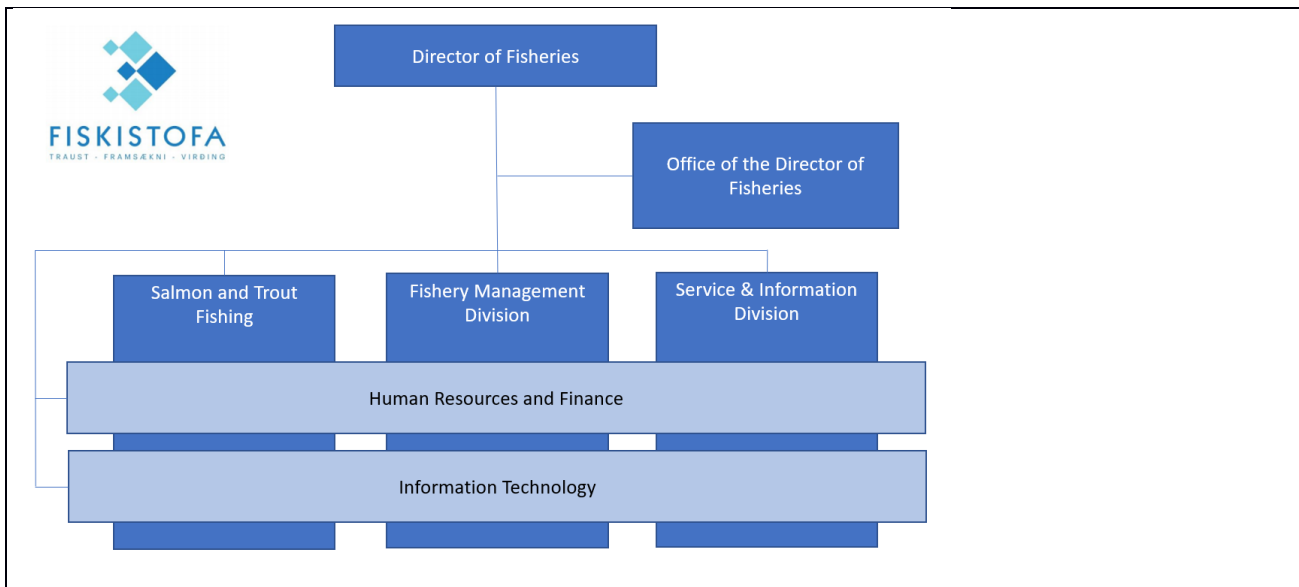 Director of Fisheries
FISKISTOFA
TRAUST - FRAMSÆKNI - VIRÐING
Office of the Director of
Fisheries
Salmon and Trout
Fishing
Fishery Management
Division
Service & Information
Division
Human Resources and Finance
Information Technology